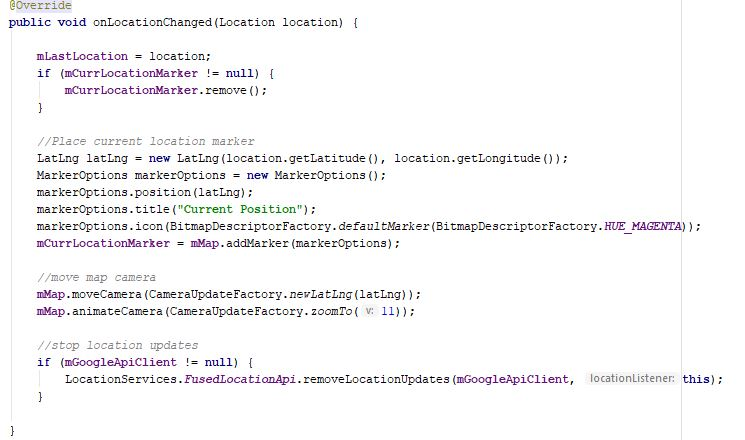 @Override
public void onLocationChanged(Location location) {
mLastLocation = location;
if (mCurrLocationMarker != null) {
mCurrLocationMarker.remove();
}
//Place current location marker
LatLng latLng = new LatLng(location.getLatitude(), location.getLongitude());
MarkerOptions markerOptions = new MarkerOptions();
markerOptions.position(latLng);
markerOptions.title("Current Position");
markerOptions.icon(BitmapDescriptorFactory.defaultMarker(BitmapDescriptorFactory.HUE_MAGENTA));
mCurrLocationMarker = mMap.addMarker(markerOptions);
//move map camera
mMap.moveCamera(CameraUpdateFactory.newLatLng(latLng));
mMap.animateCamera(CameraUpdateFactory.zoomTo( v: 11));
//stop location updates
if (mGoogleApiClient != null) {
LocationServices.FusedLocationApi.removeLocationUpdates(mGoogleApiClient, locationListener: this);
}
}